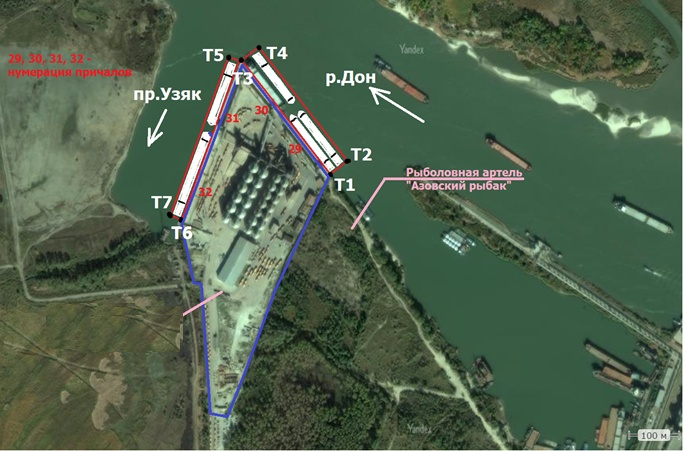 Yandex
29, 30, 31, 32 -
нумерация причалов
T5
T4
T3
р.Дон
пр.Узяк
30
31
29
T2
T1
Рыболовная артель
"Азовский рыбак"
32
T7
T6
Yandex
100 м